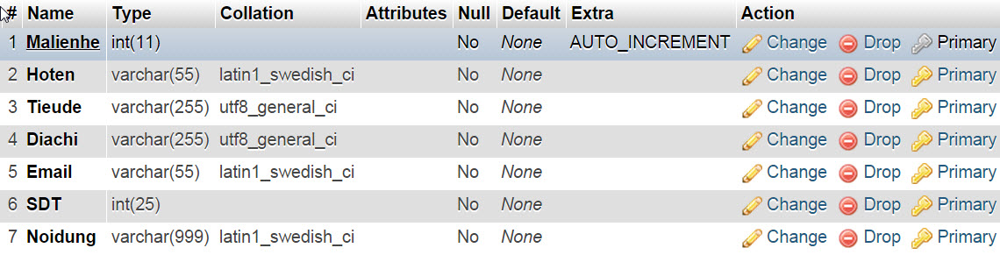 # Name Type Collation Attributes Null Default Extra Action
1 Malienhe int(11) No None AUTO_INCREMENT Change Drop Primary
2 Hoten varchar(55) latin1_swedish_ci No None Change Drop Primary
3 Tieude varchar(255) utf8_general_ci No None Change Drop Primary
4 Diachi varchar(255) utf8_general_ci No None Change Drop Primary
5 Email varchar(55) latin1_swedish_ci No None Change Drop Primary
6 SDT int(25) No None Change Drop Primary
7 Noidung varchar(999) latin1_swedish_ci No None Change Drop Primary